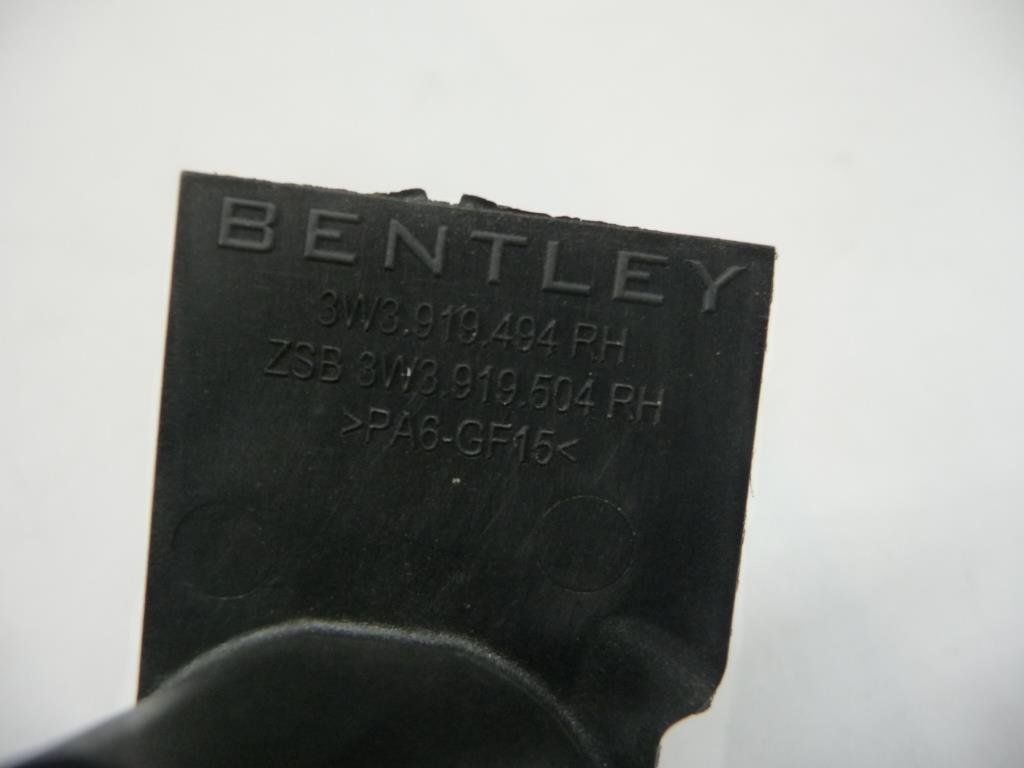 BENTLEY
3W3.919.494 RH
ZSB 3W3.919.504 RH
>PA6-GF15<